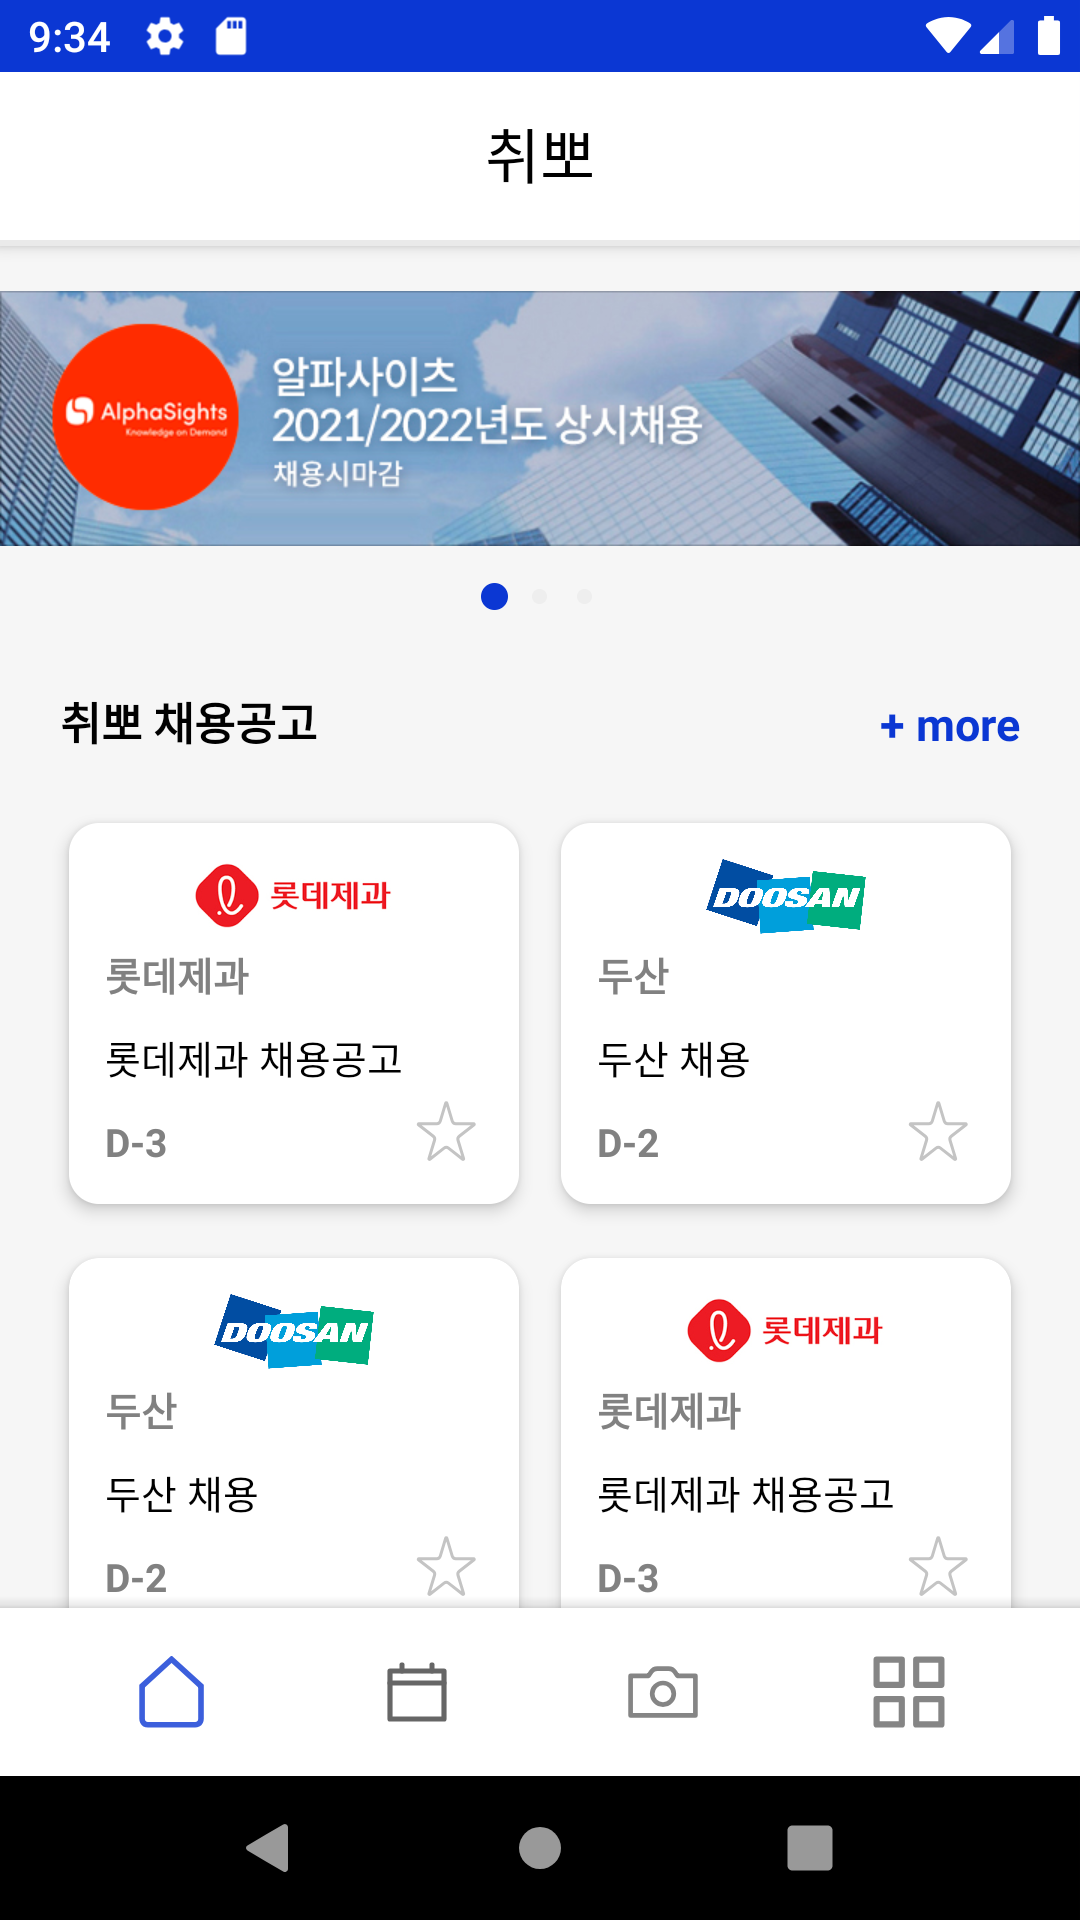 9:34
취뽀
AlphaSights
Knowledge on Demand
알파사이츠
2021/2022년도 상시채용
채용시마감
취뽀 채용공고
+ more
롯데제과
롯데제과
롯데제과 채용공고
D-3
DOOSAN
두산
두산 채용
D-2
DOOSAN
두산
두산 채용
D-2
롯데제과
롯데제과
롯데제과 채용공고
D-3